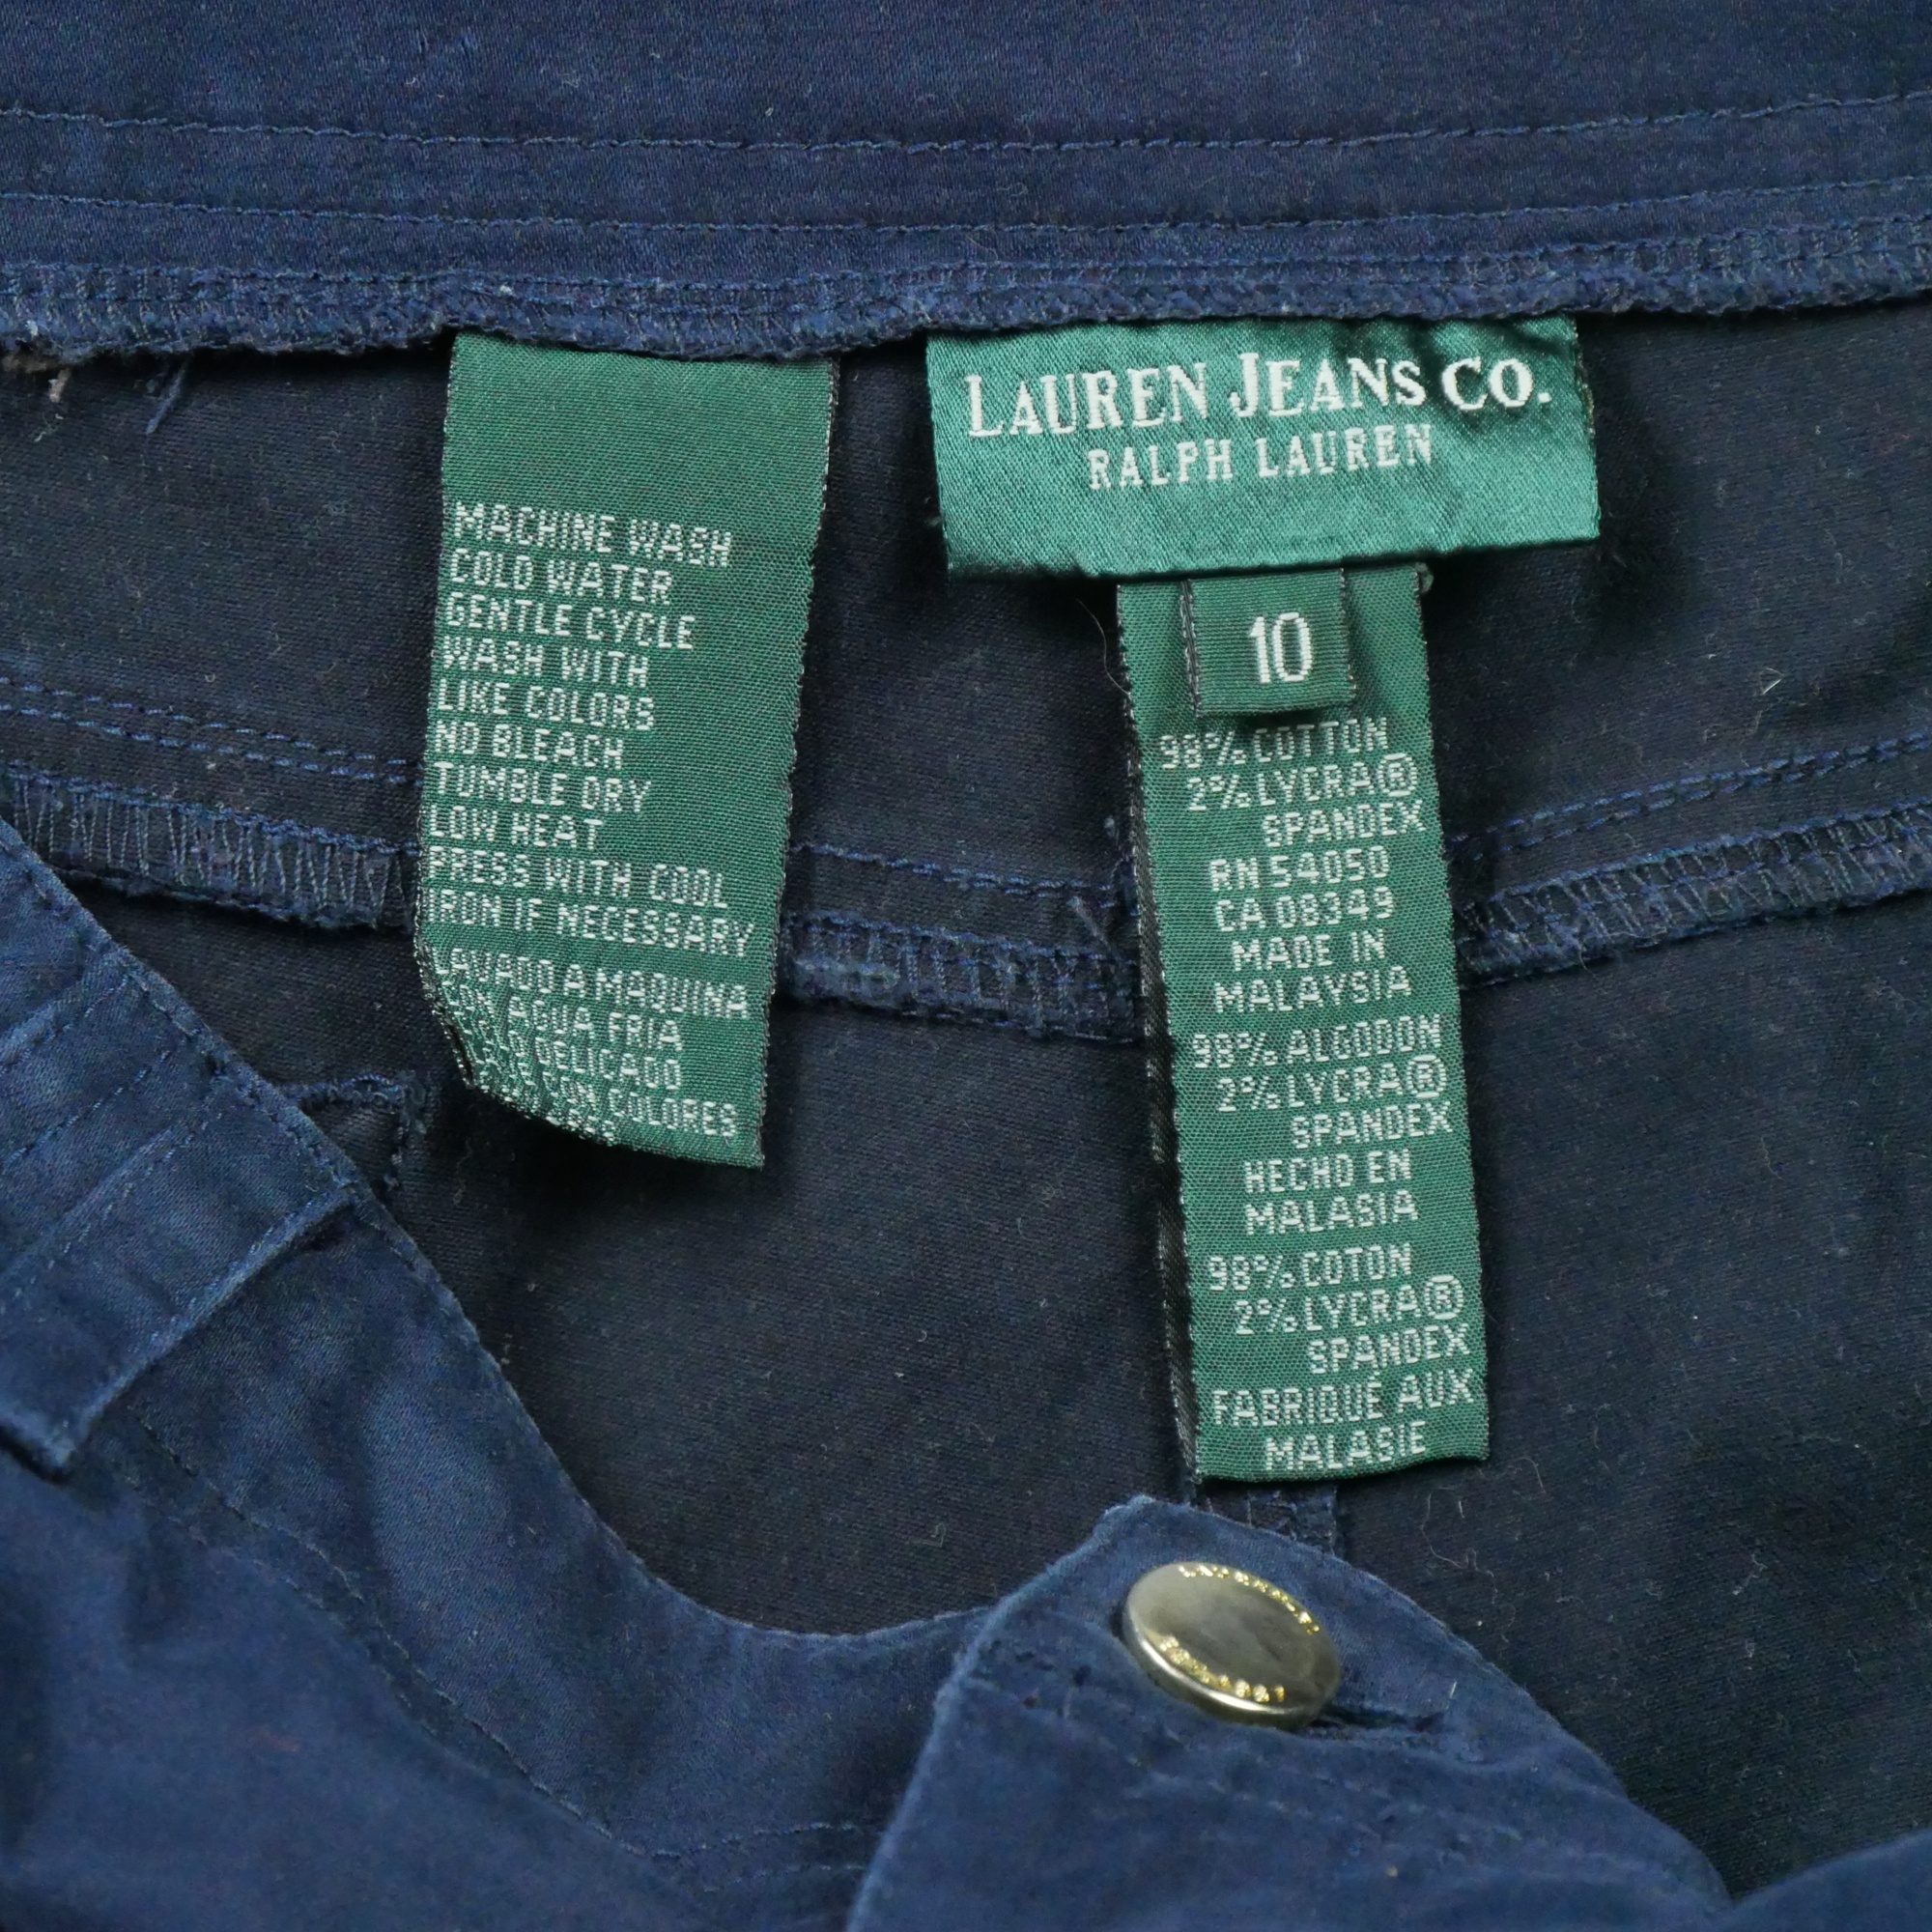 MACHINE WASH
COLD WATER
GENTLE CYCLE
WASH WITH
LIKE COLORS
NO BLEACH
TUMBLE DRY
LOW HEAT
PRESS WITH COOL
IRON IF NECESSARY
LAVADO A MAQUINA
CON AGUA FRIA
DELICADO
CON COLORES
LAUREN JEANS CO.
RALPH LAUREN
10
98% COTTON
2% LYCRA®
SPANDEX
RN 54050
CA 08349
MADE IN
MALAYSIA
98% ALGODON
2% LYCRA®
SPANDEX
HECHO EN
MALASIA
98% COTON
2% LYCRA®
SPANDEX
FABRIQUÉ AUX
MALASIE